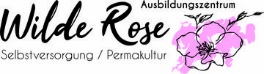 Ausbildungszentrum
Wilde Rose
Selbstversorgung / Permakultur